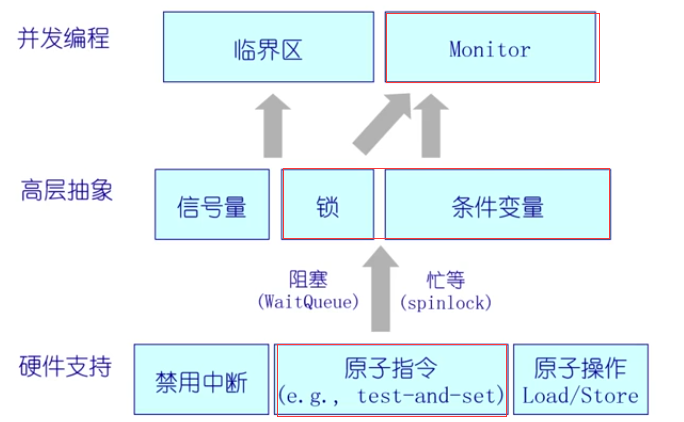 并发编程
临界区
Monitor
高层抽象
信号量
锁
条件变量
阻塞
(WaitQueue)
忙等
(spinlock)
硬件支持
禁用中断
原子指令
(e.g., test-and-set)
原子操作
Load/Store